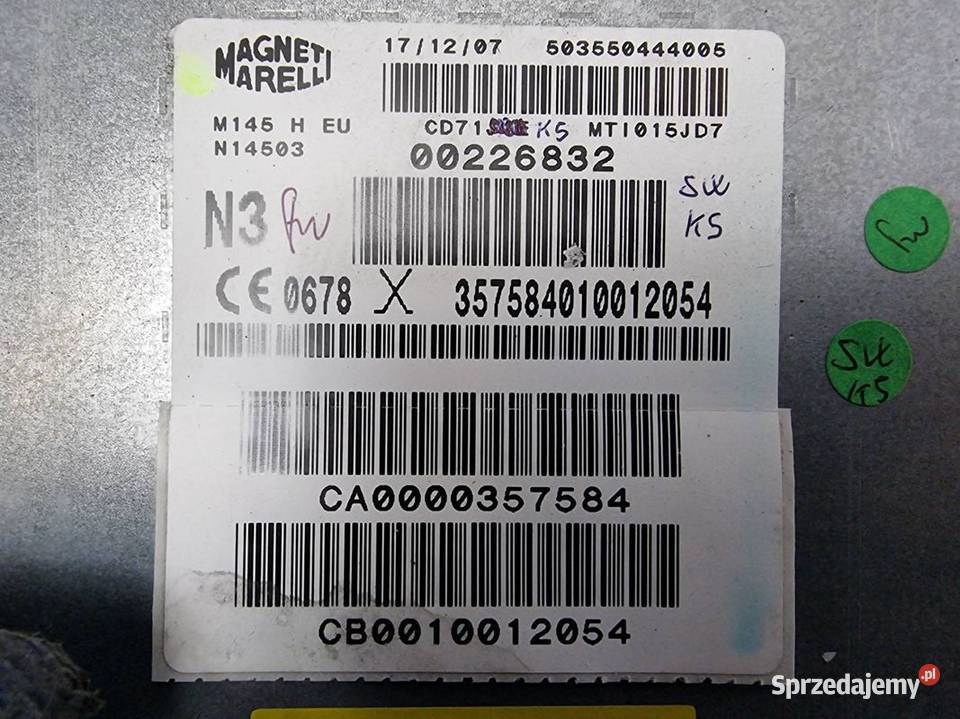 MAGNETI MARELLI
17/12/07 503550444005
M145 H EU CD71 KS MTI015JD7
N14503 00226832
N3
SW
KS
CE 0678 X 357584010012054
SW
KS
CA0000357584
CB0010012054
Sprzedajemy.pl